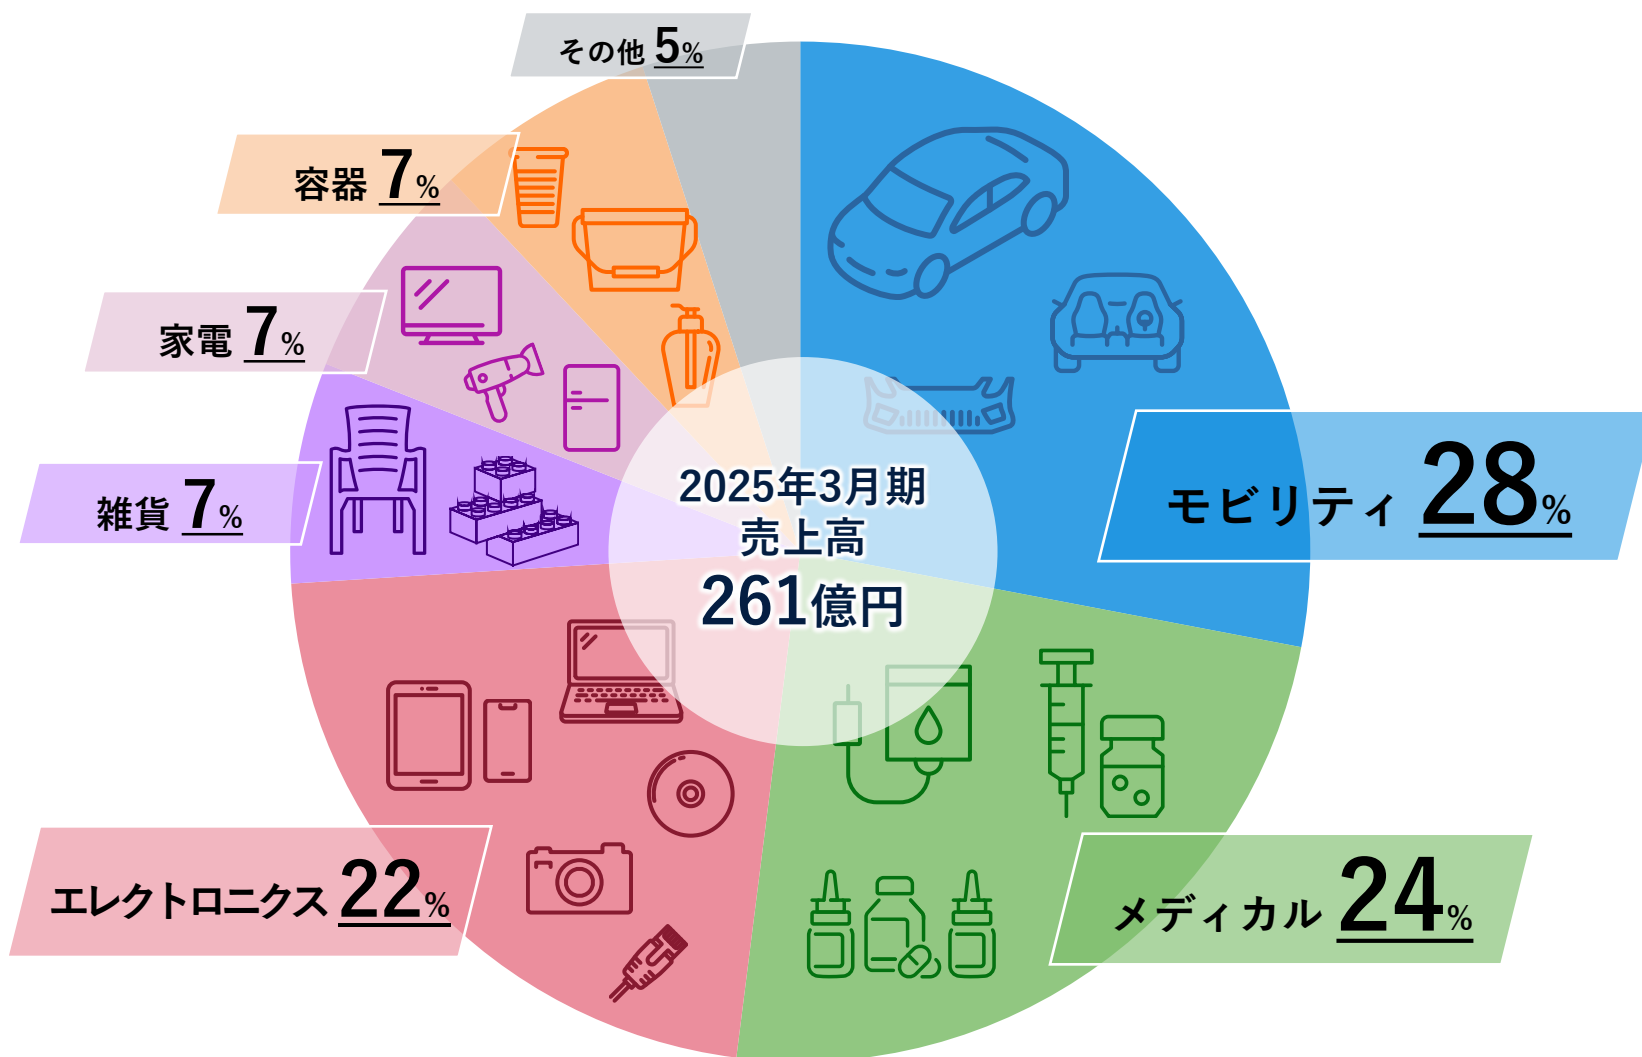 その他 5%
容器 7%
家電 7%
雑貨 7%
2025年3月期
売上高
261億円
モビリティ 28%
エレクトロニクス 22%
メディカル 24%